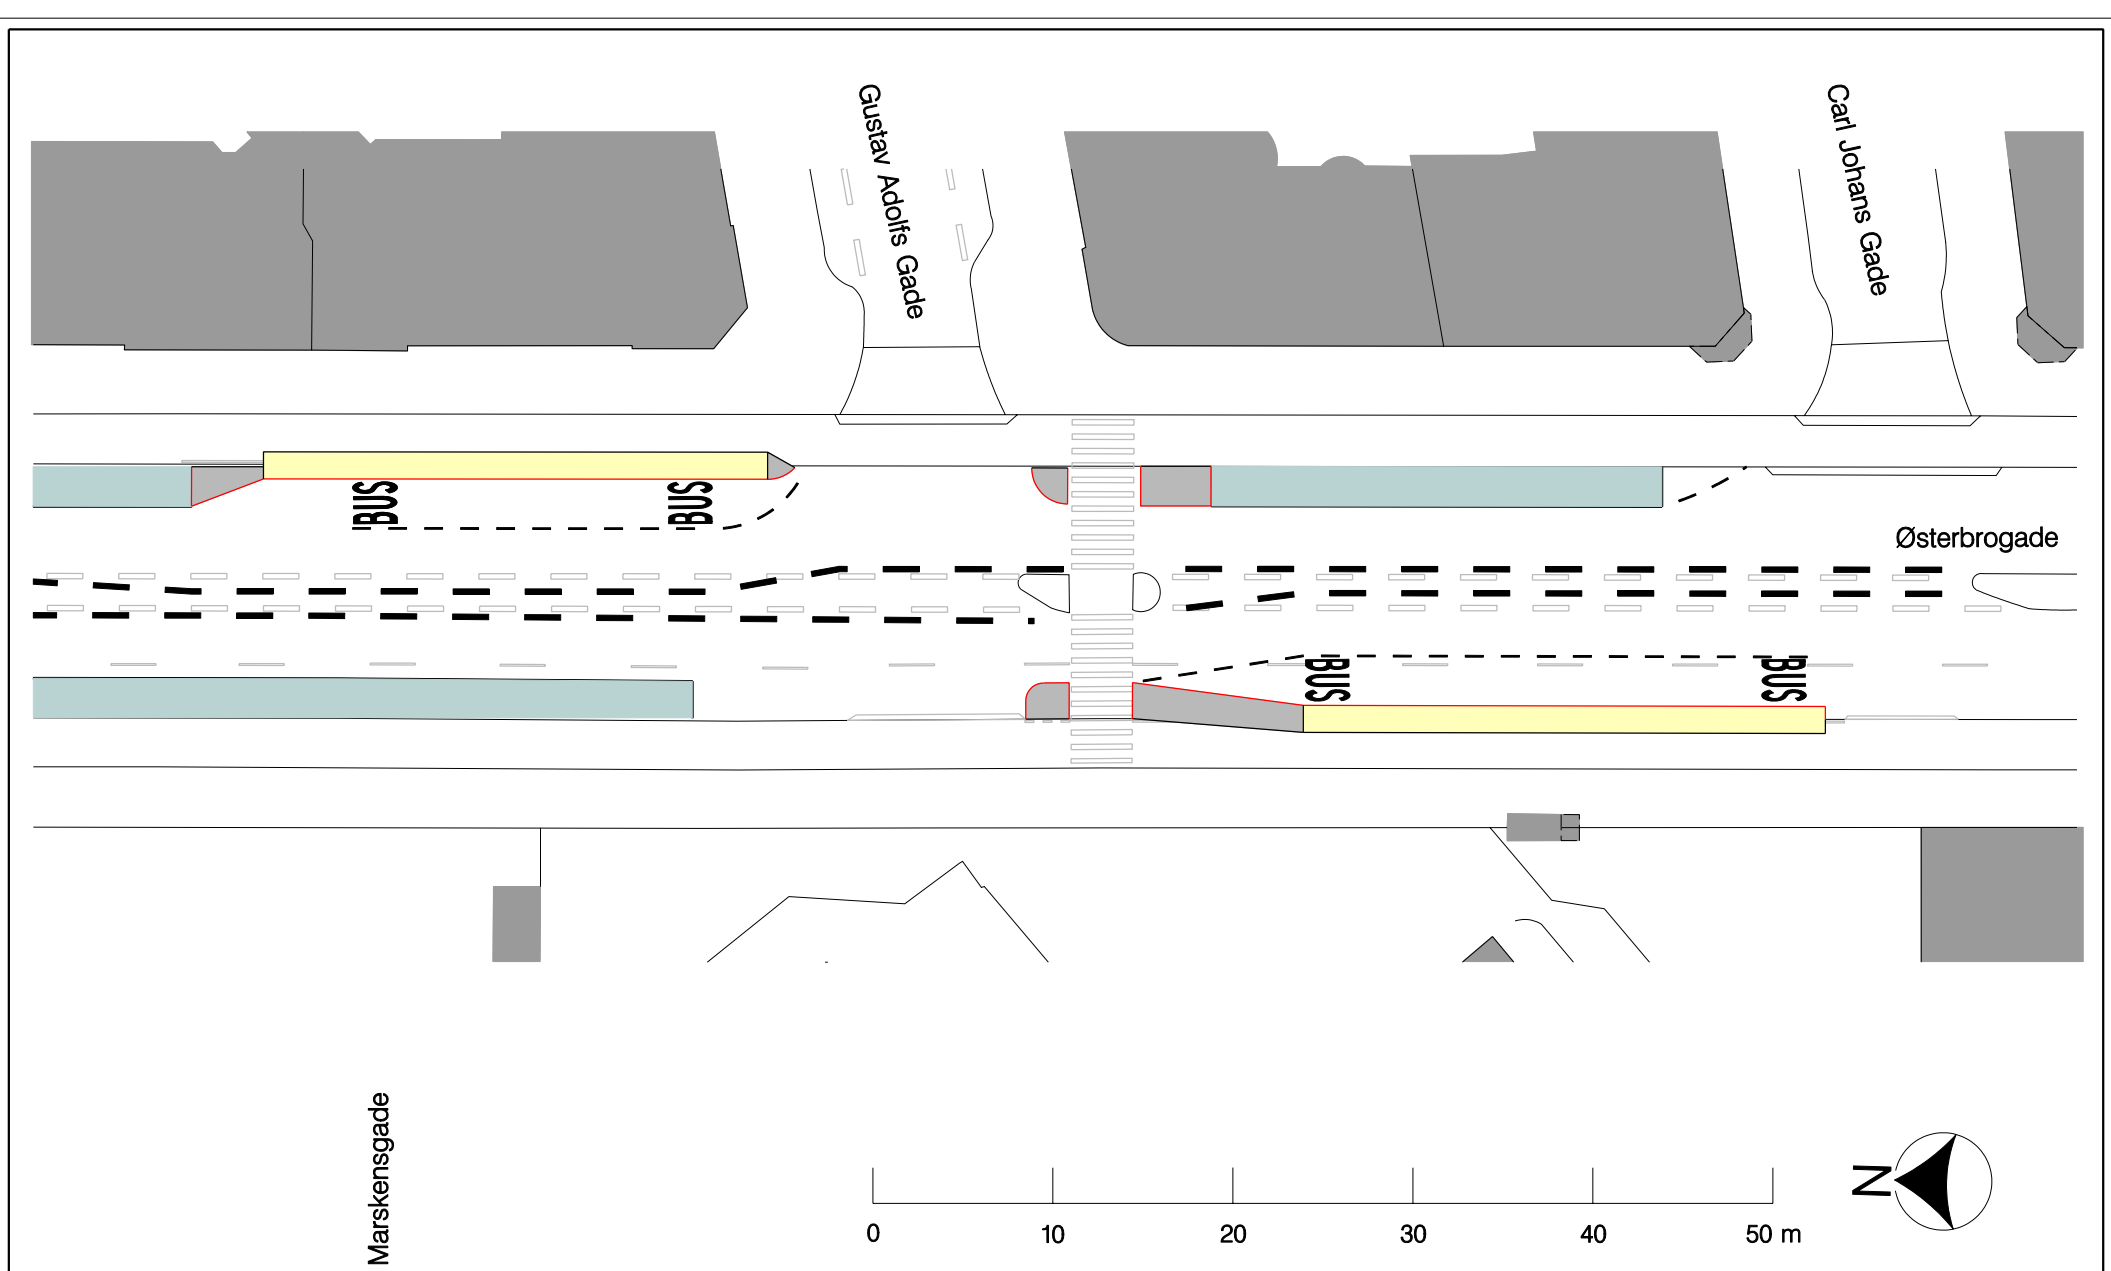 Gustav Adolfs Gade
Carl Johans Gade
BUS
BUS
Østerbrogade
BUS
BUS
Marskensgade
0 10 20 30 40 50 m
N